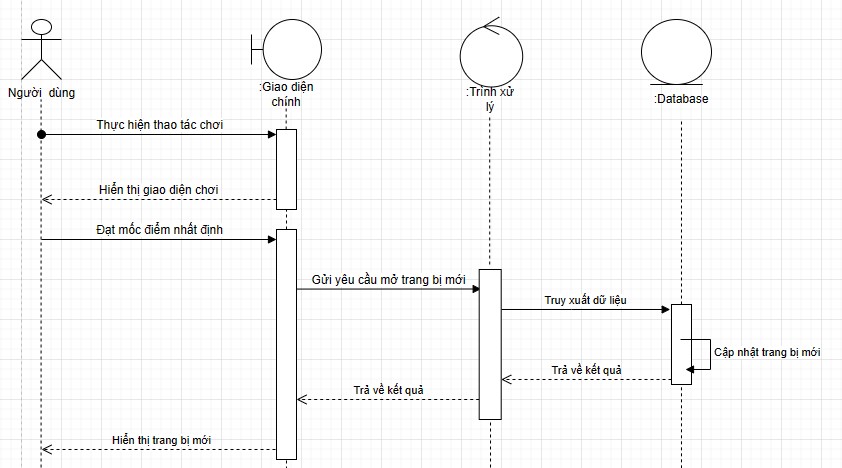 Người dùng
:Giao diện
chính
:Trình xử
lý
:Database
Thực hiện thao tác chơi
Hiển thị giao diện chơi
Đạt mốc điểm nhất định
Gửi yêu cầu mở trang bị mới
Truy xuất dữ liệu
Cập nhật trang bị mới
Trả về kết quả
Trả về kết quả
Hiển thị trang bị mới